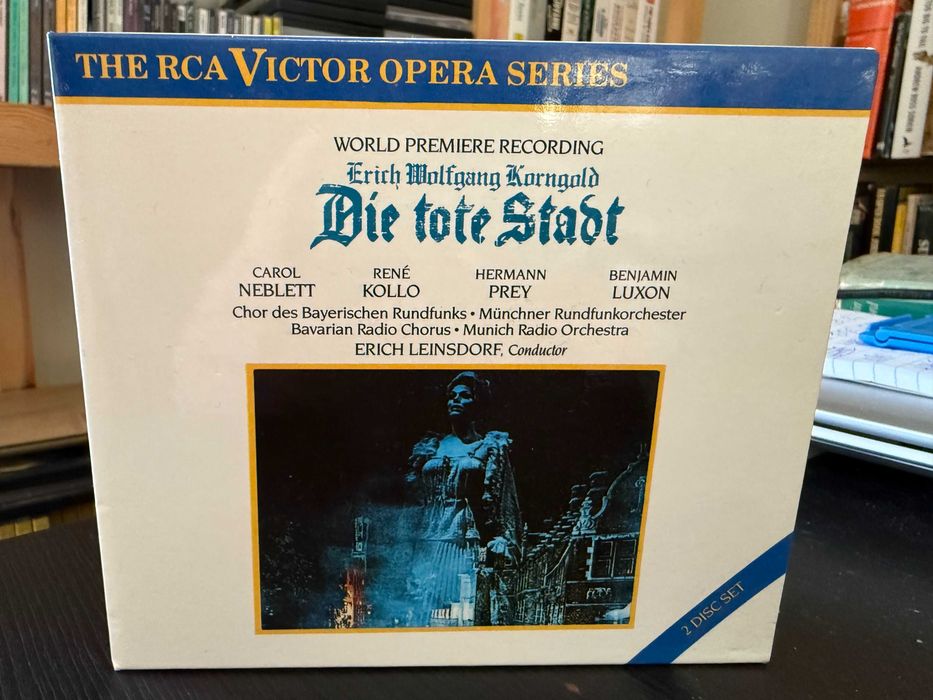 THE RCA VICTOR OPERA SERIES
WORLD PREMIERE RECORDING
Erich Wolfgang Korngold
Die tote Stadt
CAROL NEBLETT
RENÉ KOLLO
HERMANN PREY
BENJAMIN LUXON
Chor des Bayerischen Rundfunks • Münchner Rundfunkorchester
Bavarian Radio Chorus • Munich Radio Orchestra
ERICH LEINSDORF, Conductor
2 DISC SET